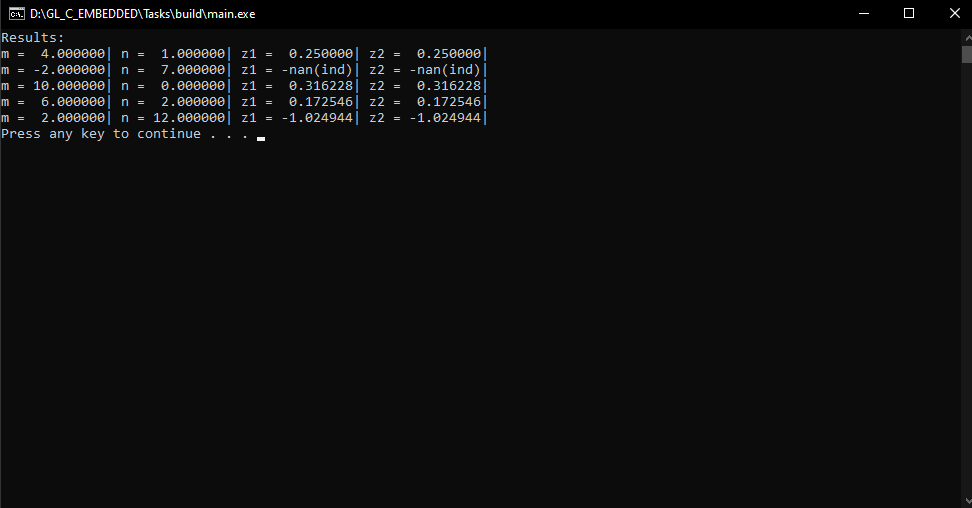 D:\GL_C_EMBEDDED\Tasks\build\main.exe
Results:
m =  4.000000| n =  1.000000| z1 =  0.250000| z2 =  0.250000|
m = -2.000000| n =  7.000000| z1 = -nan(ind)| z2 = -nan(ind)|
m = 10.000000| n =  0.000000| z1 =  0.316228| z2 =  0.316228|
m =  6.000000| n =  2.000000| z1 =  0.172546| z2 =  0.172546|
m =  2.000000| n = 12.000000| z1 = -1.024944| z2 = -1.024944|
Press any key to continue . . .